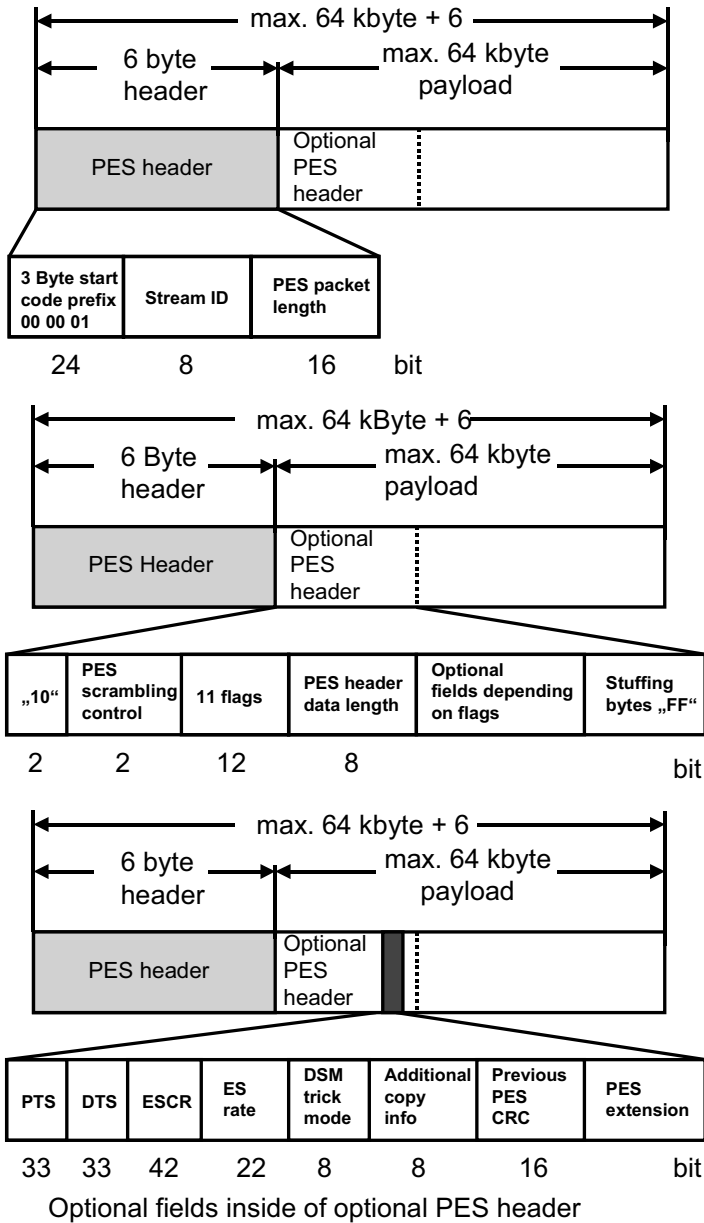 max. 64 kbyte + 6
6 byte
header
max. 64 kbyte
payload
PES header
Optional
PES
header
3 Byte start
code prefix
00 00 01
Stream ID
PES packet
length
24 8 16 bit
max. 64 kByte + 6
6 Byte
header
max. 64 kbyte
payload
PES Header
Optional
PES
header
„10“
PES
scrambling
control
11 flags
PES header
data length
Optional
fields depending
on flags
Stuffing
bytes „FF“
2 2 12 8 bit
max. 64 kbyte + 6
6 byte
header
max. 64 kbyte
payload
PES header
Optional
PES
header
PTS
DTS
ESCR
ES
rate
DSM
trick
mode
Additional
copy
info
Previous
PES
CRC
PES
extension
33 33 42 22 8 8 16 bit
Optional fields inside of optional PES header